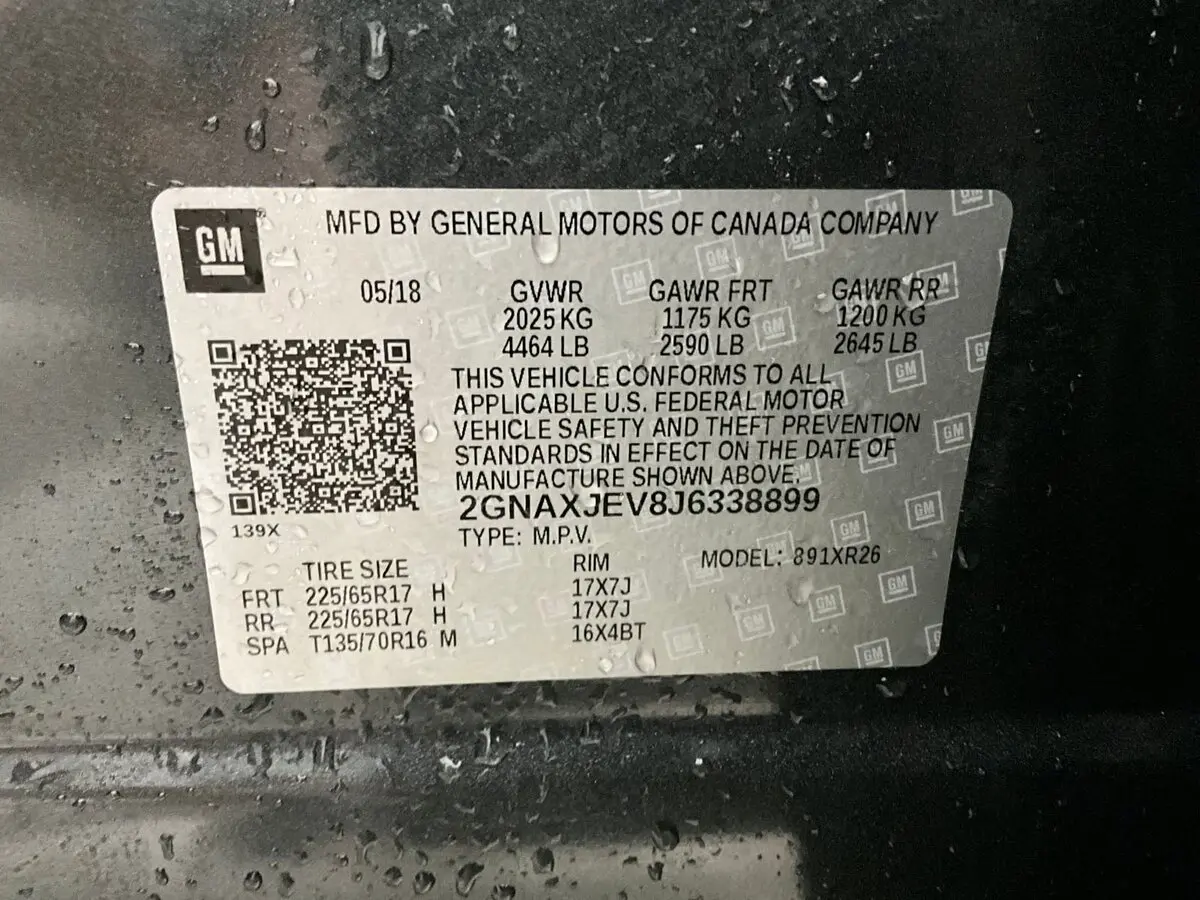 GM
MFD BY GENERAL MOTORS OF CANADA COMPANY
05/18 GVWR GAWR FRT GAWR RR
2025 KG 1175 KG 1200 KG
4464 LB 2590 LB 2645 LB
THIS VEHICLE CONFORMS TO ALL
APPLICABLE U.S. FEDERAL MOTOR
VEHICLE SAFETY AND THEFT PREVENTION
STANDARDS IN EFFECT ON THE DATE OF
MANUFACTURE SHOWN ABOVE.
2GNAXJEV8J6338899
139X
TYPE: M.P.V.
MODEL: 891XR26
TIRE SIZE RIM
FRT 225/65R17 H 17X7J
RR 225/65R17 H 17X7J
SPA T135/70R16 M 16X4BT